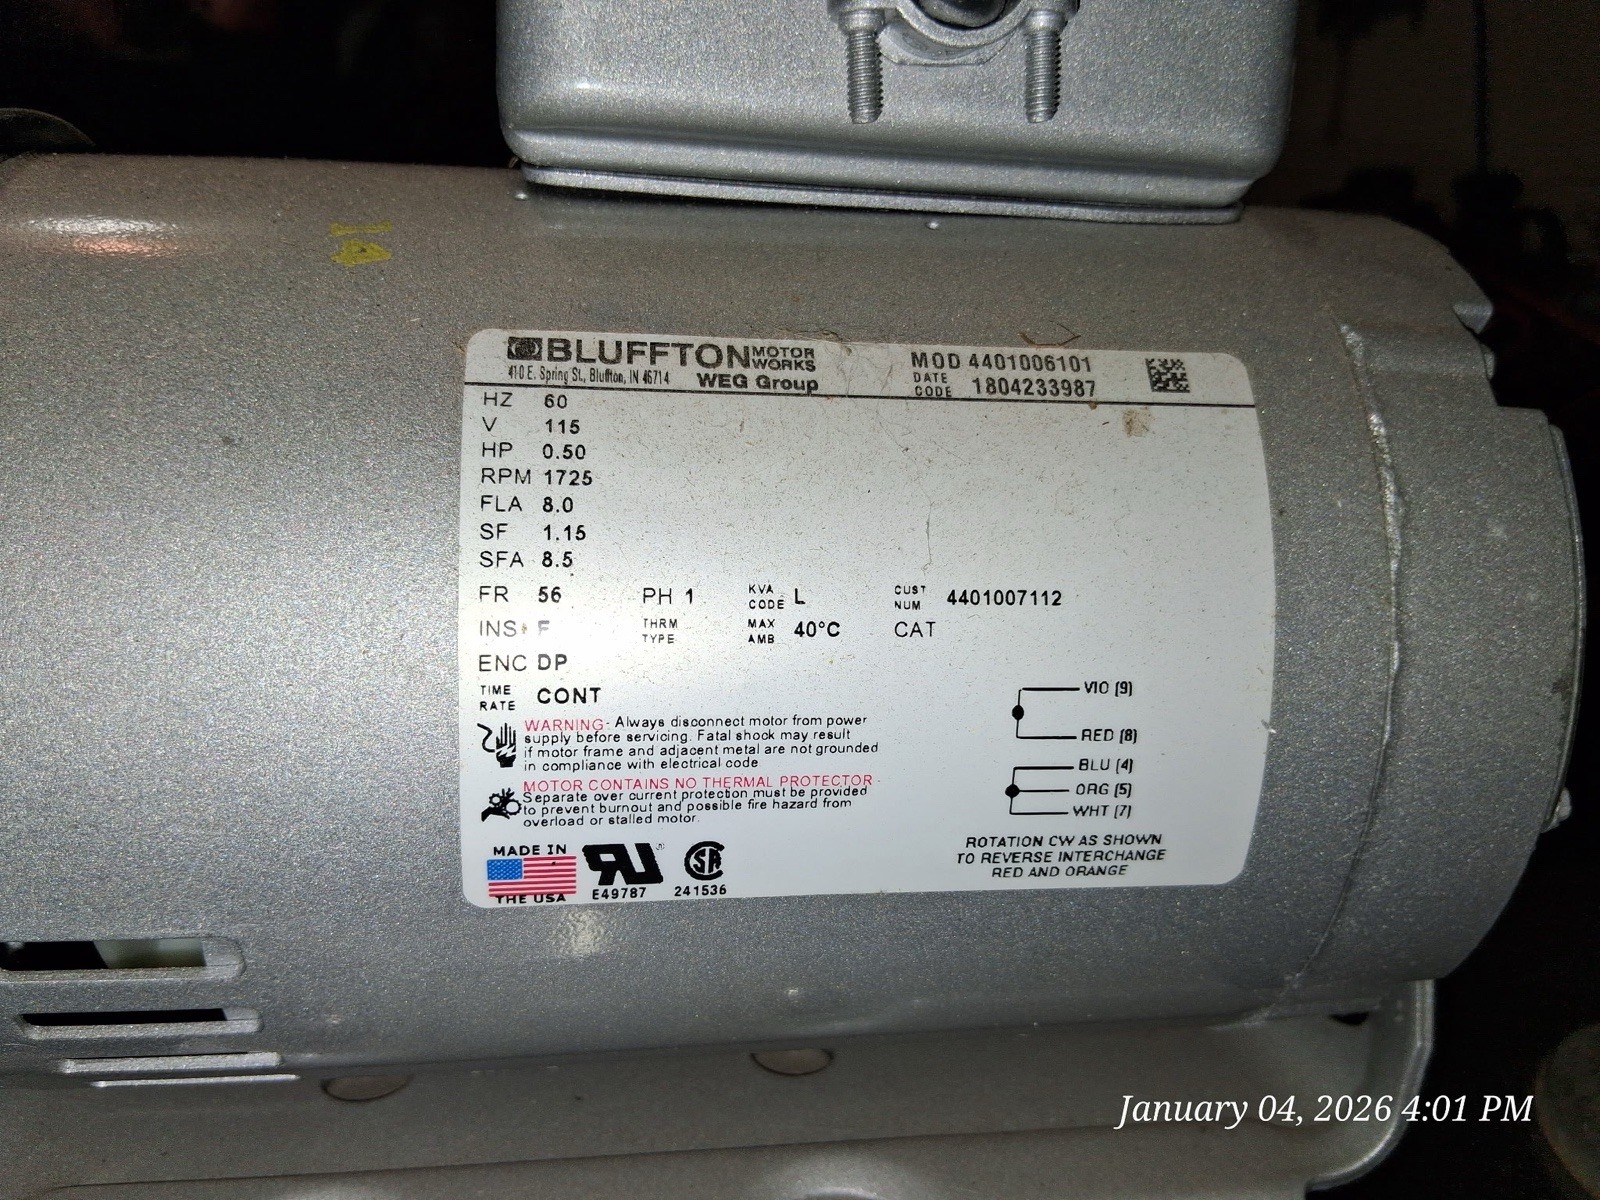 14
BLUFFTON MOTOR WORKS
410 E. Spring St., Bluffton, IN 46714 WEG Group
MOD 4401006101
DATE CODE 1804233987
HZ 60
V 115
HP 0.50
RPM 1725
FLA 8.0
SF 1.15
SFA 8.5
FR 56 PH 1 KVA CODE L CUST NUM 4401007112
INS F THRM TYPE MAX AMB 40°C CAT
ENC DP
TIME RATE CONT
WARNING - Always disconnect motor from power
supply before servicing. Fatal shock may result
if motor frame and adjacent metal are not grounded
in compliance with electrical code
MOTOR CONTAINS NO THERMAL PROTECTOR -
Separate over current protection must be provided
to prevent burnout and possible fire hazard from
overload or stalled motor.
VIO (9)
RED (8)
BLU (4)
ORG (5)
WHT (7)
ROTATION CW AS SHOWN
TO REVERSE INTERCHANGE
RED AND ORANGE
MADE IN
THE USA
RU ®
E49787
SA
241536
January 04, 2026 4:01 PM